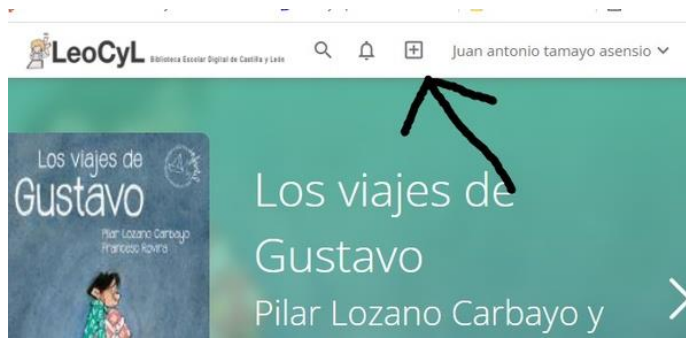 LeoCyL Biblioteca Escolar Digital de Castilla y León
Juan antonio tamayo asensio
Los viajes de
Gustavo
Pilar Lozano Carbayo
Francesc Rovira
Los viajes de
Gustavo
Pilar Lozano Carbayo y